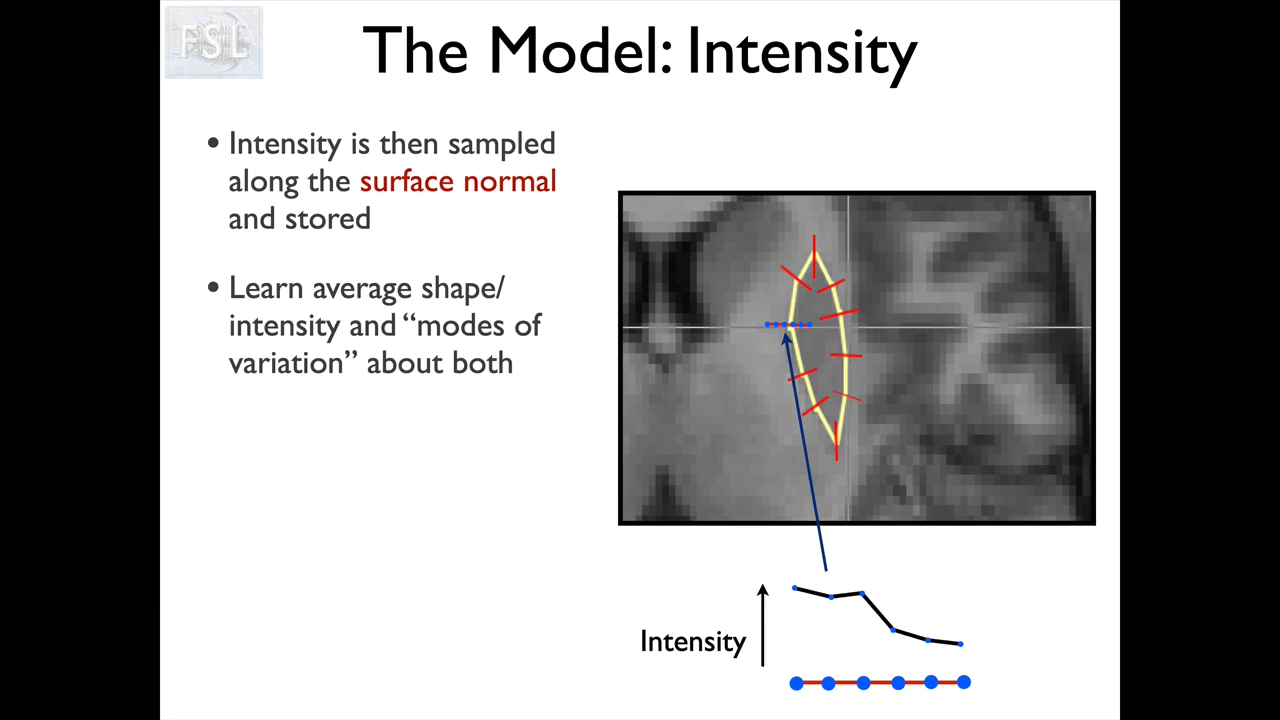 FSL
The Model: Intensity
• Intensity is then sampled
along the surface normal
and stored
• Learn average shape/
intensity and “modes of
variation” about both
Intensity